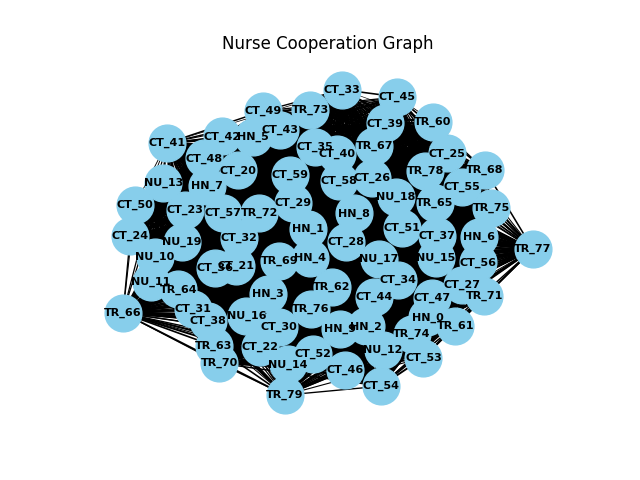 Nurse Cooperation Graph
CT_33
CT_45
CT_49
TR_73
TR_60
CT_39
CT_43
CT_42
HN_5
CT_41
TR_67
CT_35
CT_40
CT_25
CT_48
CT_20
TR_78
TR_68
CT_59
CT_26
CT_58
NU_13
HN_7
CT_55
NU_18
CT_29
TR_65
CT_50
TR_75
CT_23
CT_57
TR_72
HN_8
HN_1
CT_51
CT_24
CT_32
CT_37
HN_6
NU_19
CT_28
TR_77
NU_10
HN_4
NU_17
NU_15
TR_69
CT_56
CT_21
NU_11
CT_34
TR_64
TR_62
CT_27
HN_3
CT_44
CT_47
TR_71
CT_31
TR_76
TR_66
NU_16
HN_0
CT_38
CT_30
HN_9
HN_2
TR_61
TR_74
TR_63
CT_22
NU_12
CT_52
CT_53
TR_70
NU_14
CT_46
CT_54
TR_79